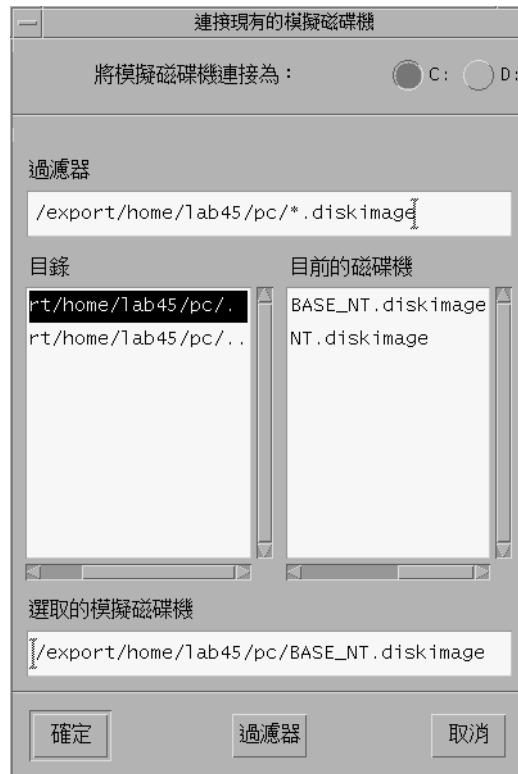 連接現有的模擬磁碟機
將模擬磁碟機連接為： C: D:
過濾器
/export/home/lab45/pc/*.diskimage
目錄
目前的磁碟機
rt/home/lab45/pc/.
rt/home/lab45/pc/..
BASE_NT.diskimage
NT.diskimage
選取的模擬磁碟機
/export/home/lab45/pc/BASE_NT.diskimage
確定 過濾器 取消